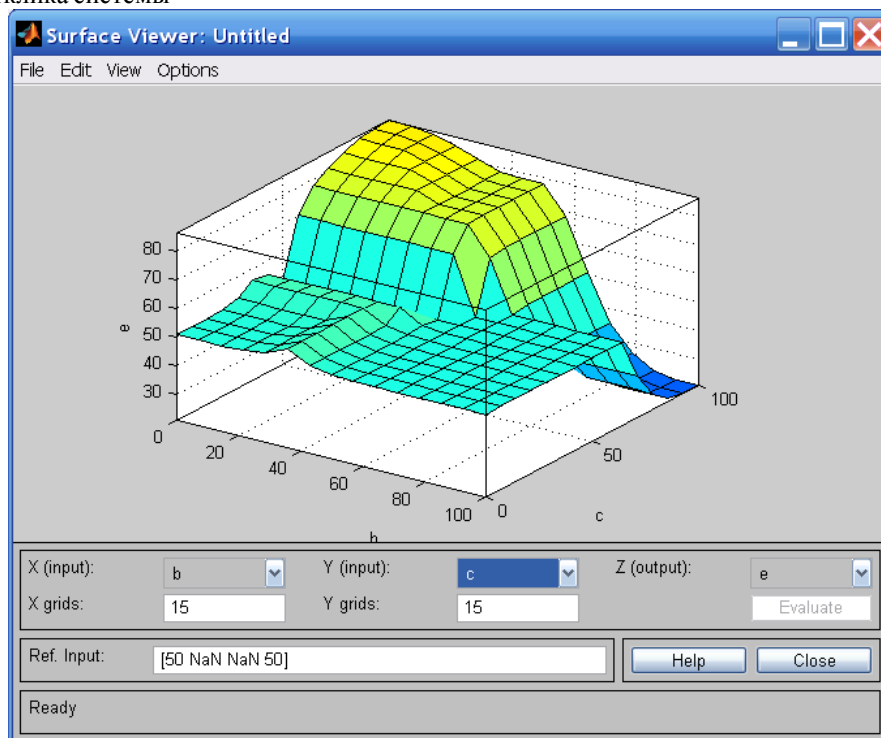 системы
Surface Viewer: Untitled
File Edit View Options
80
70
60
50
40
30
e
0
20
40
60
80
100
0
50
100
c
X (input): b Y (input): c Z (output): e
X grids: 15 Y grids: 15 Evaluate
Ref. Input: [50 NaN NaN 50] Help Close
Ready